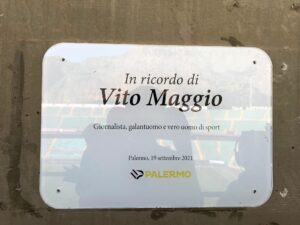 In ricordo di
Vito Maggio
Giornalista, galantuomo e vero uomo di sport
Palermo, 19 settembre 2021
PALERMO